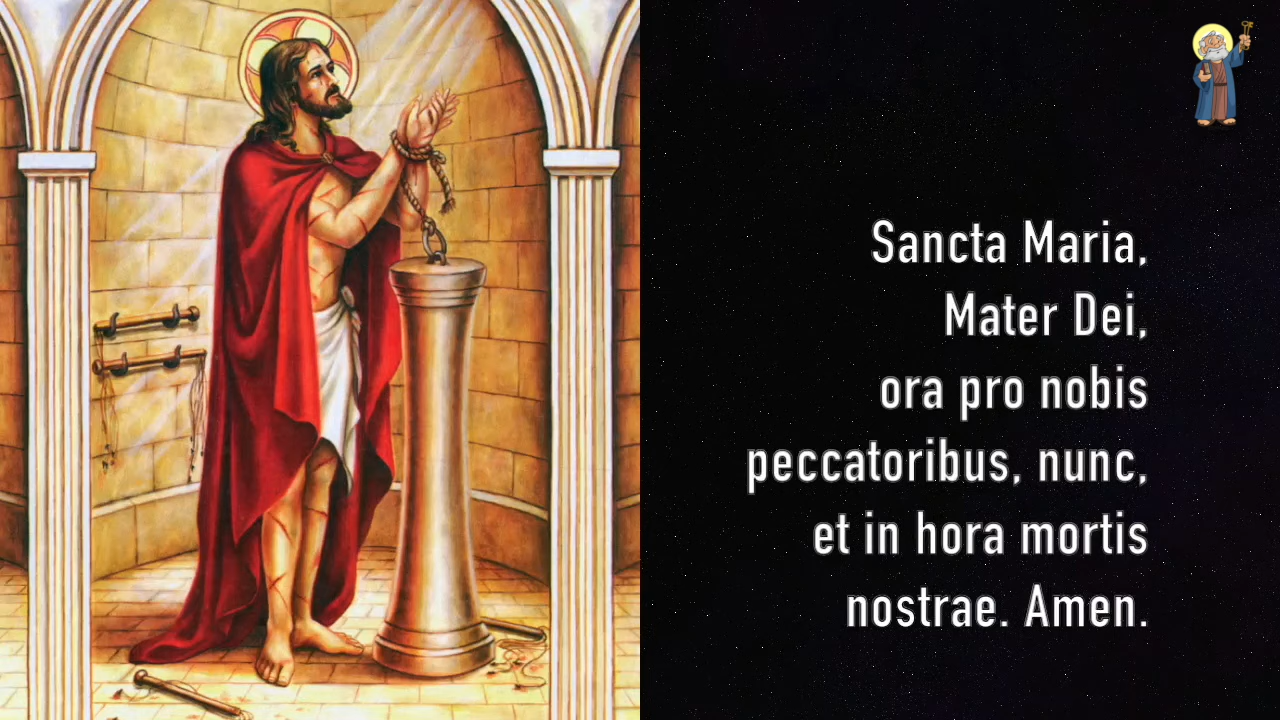 Sancta Maria,
Mater Dei,
ora pro nobis
peccatoribus, nunc,
et in hora mortis
nostrae. Amen.